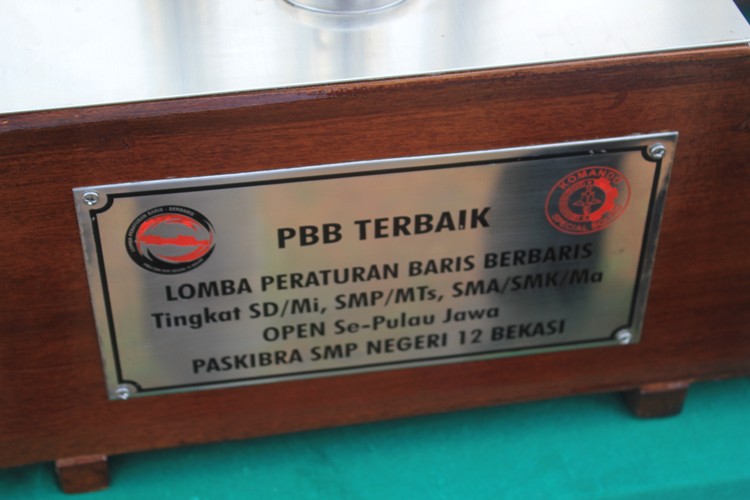 PBB TERBAIK
LOMBA PERATURAN BARIS BERBARIS
Tingkat SD/Mi, SMP/MTs, SMA/SMK/Ma
OPEN Se-Pulau Jawa
PASKIBRA SMP NEGERI 12 BEKASI
KOMANDO
SPECIAL